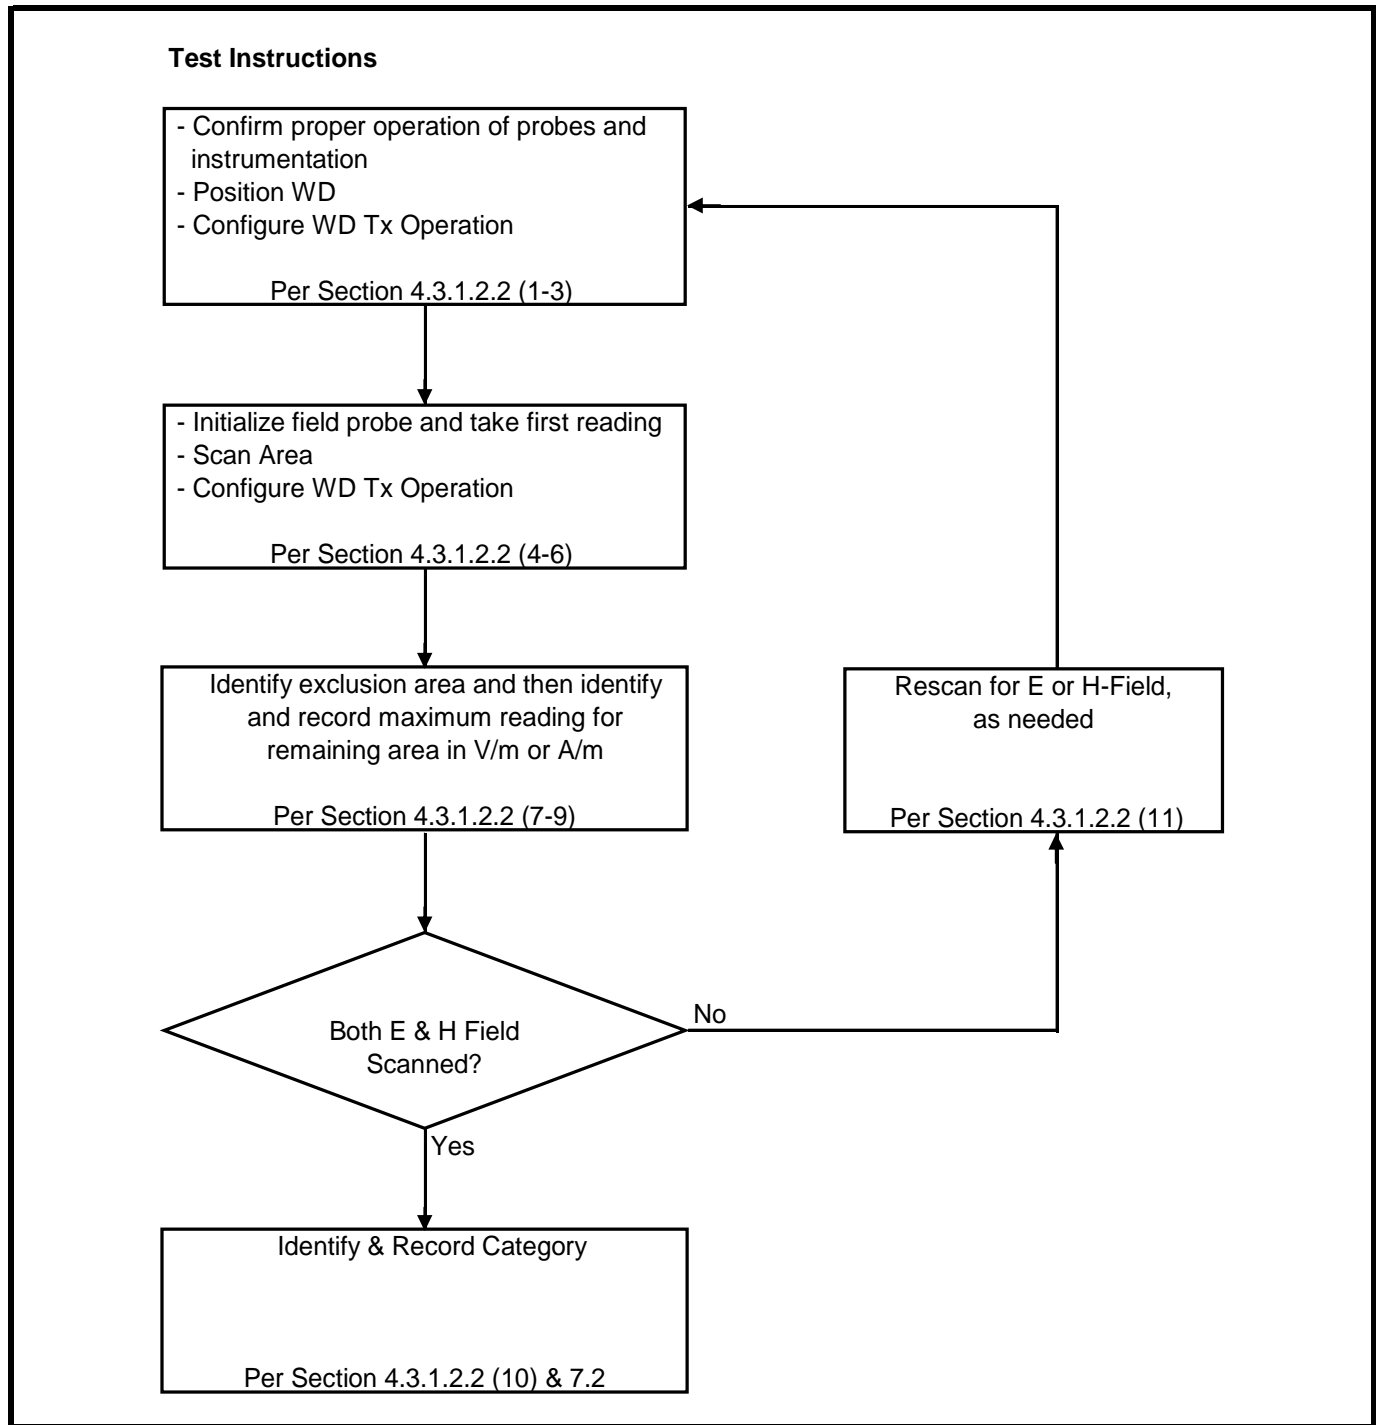 Test Instructions
- Confirm proper operation of probes and
instrumentation
- Position WD
- Configure WD Tx Operation
Per Section 4.3.1.2.2 (1-3)
- Initialize field probe and take first reading
- Scan Area
- Configure WD Tx Operation
Per Section 4.3.1.2.2 (4-6)
Identify exclusion area and then identify
and record maximum reading for
remaining area in V/m or A/m
Per Section 4.3.1.2.2 (7-9)
Rescan for E or H-Field,
as needed
Per Section 4.3.1.2.2 (11)
Both E & H Field
Scanned?
No
Yes
Identify & Record Category
Per Section 4.3.1.2.2 (10) & 7.2